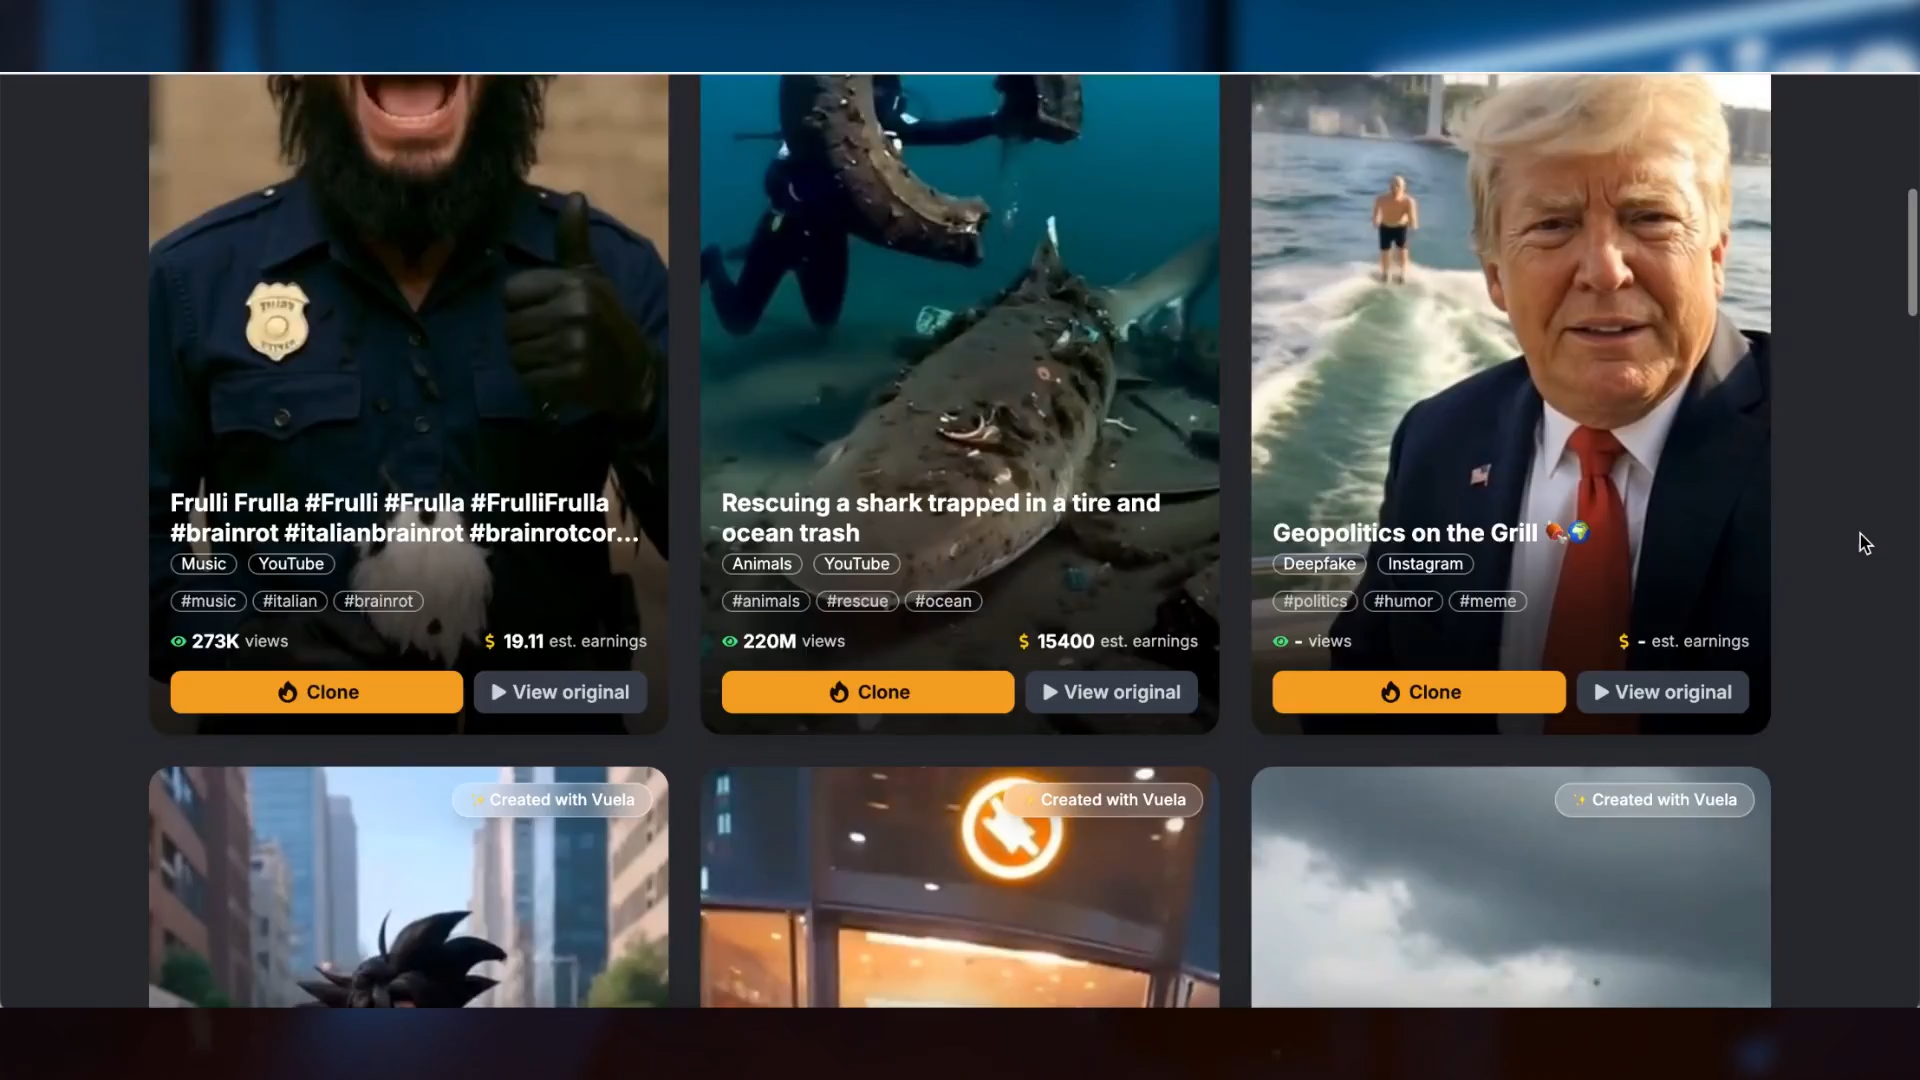 Frulli Frulla #Frulli #Frulla #FrulliFrulla
#brainrot #italianbrainrot #brainrotcor...
Music YouTube
#music #italian #brainrot
273K views $ 19.11 est. earnings
Clone View original
Rescuing a shark trapped in a tire and
ocean trash
Animals YouTube
#animals #rescue #ocean
220M views $ 15400 est. earnings
Clone View original
Geopolitics on the Grill 🍖🌍
Deepfake Instagram
#politics #humor #meme
- views $ - est. earnings
Clone View original
✨ Created with Vuela
✨ Created with Vuela
✨ Created with Vuela